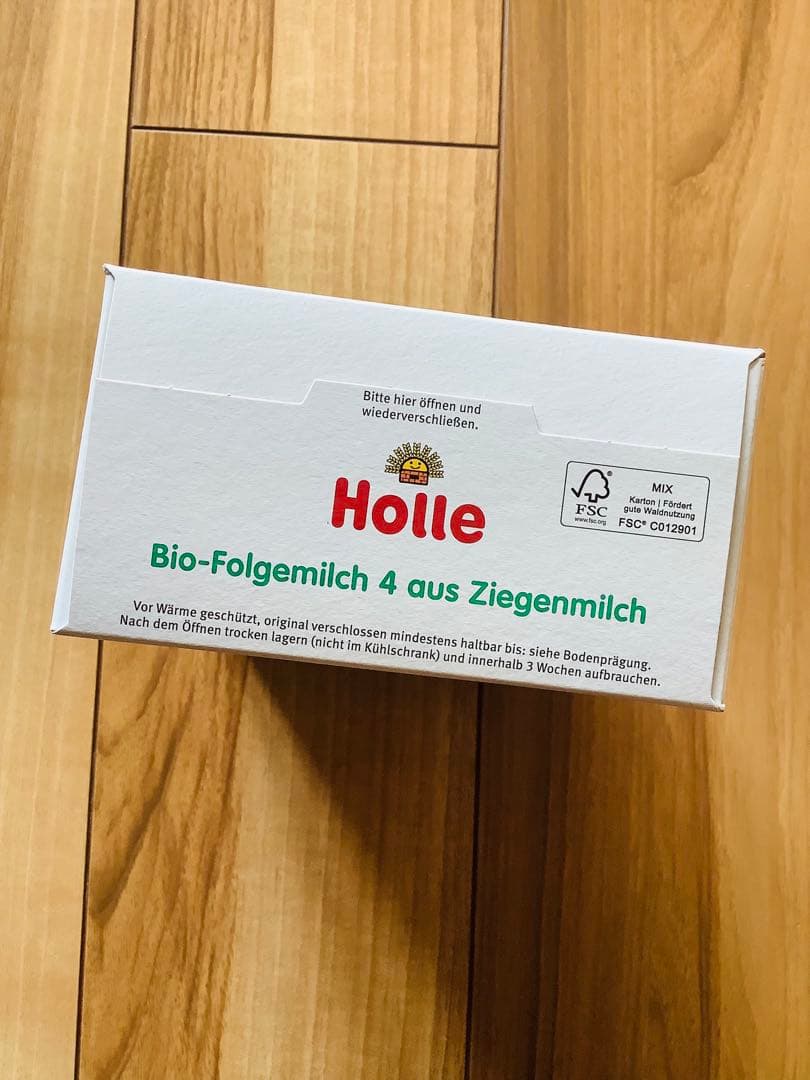 Bitte hier öffnen und
wiederverschließen.
Holle
FSC®
www.fsc.org
MIX
Karton | Fördert
gute Waldnutzung
FSC® C012901
Bio-Folgemilch 4 aus Ziegenmilch
Vor Wärme geschützt, original verschlossen mindestens haltbar bis: siehe Bodenprägung.
Nach dem Öffnen trocken lagern (nicht im Kühlschrank) und innerhalb 3 Wochen aufbrauchen.